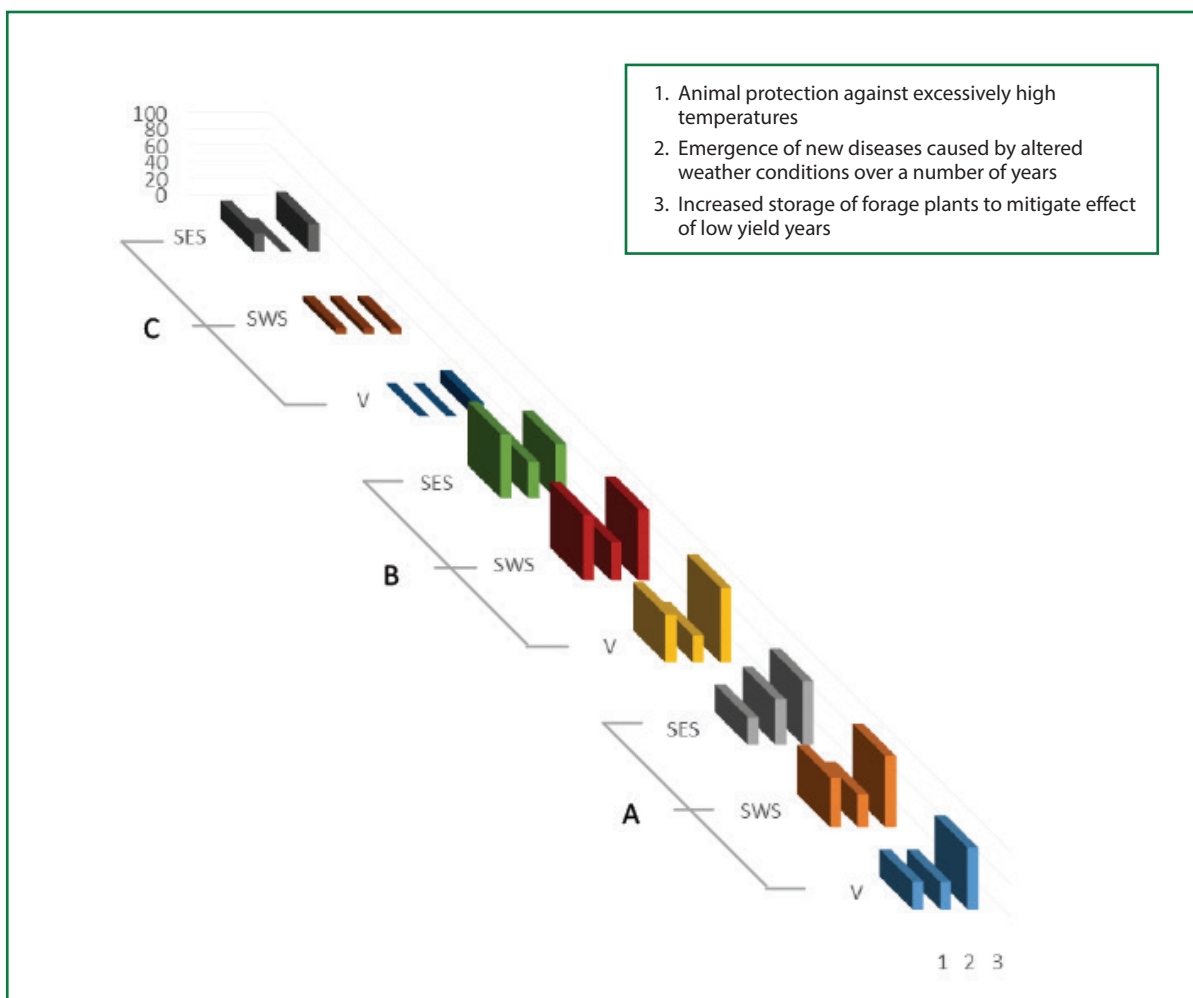 1. Animal protection against excessively high
temperatures
2. Emergence of new diseases caused by altered
weather conditions over a number of years
3. Increased storage of forage plants to mitigate effect
of low yield years
100
80
60
40
20
0
SES
SWS
C
V
SES
SWS
B
V
SES
SWS
A
V
1 2 3